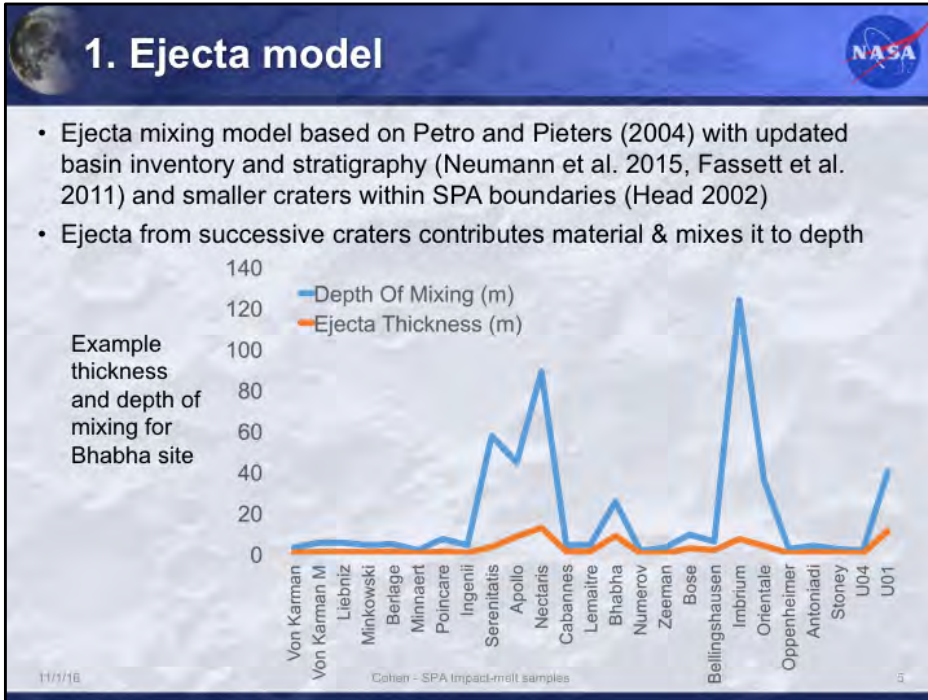 1. Ejecta model
NASA
• Ejecta mixing model based on Petro and Pieters (2004) with updated
basin inventory and stratigraphy (Neumann et al. 2015, Fassett et al.
2011) and smaller craters within SPA boundaries (Head 2002)
• Ejecta from successive craters contributes material & mixes it to depth
Example
thickness
and depth of
mixing for
Bhabha site
140
120
100
80
60
40
20
0
Depth Of Mixing (m)
Ejecta Thickness (m)
Von Karman
Von Karman M
Liebniz
Minkowski
Berlage
Minnaert
Poincare
Ingenii
Serenitatis
Apollo
Nectaris
Cabannes
Lemaitre
Bhabha
Numerov
Zeeman
Bose
Bellingshausen
Imbrium
Orientale
Oppenheimer
Antoniadi
Stoney
U04
U01
11/1/16
Cohen - SPA Impact-melt samples
5